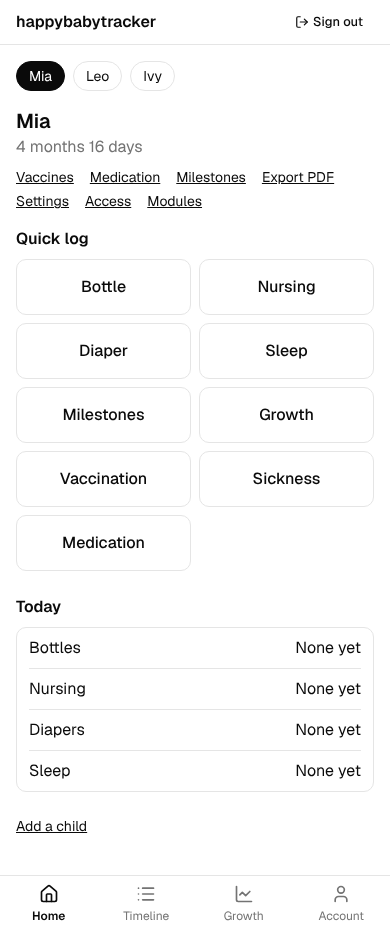 happybabytracker Sign out
Mia Leo Ivy
Mia
4 months 16 days
Vaccines Medication Milestones Export PDF
Settings Access Modules
Quick log
Bottle Nursing
Diaper Sleep
Milestones Growth
Vaccination Sickness
Medication
Today
Bottles None yet
Nursing None yet
Diapers None yet
Sleep None yet
Add a child
Home Timeline Growth Account